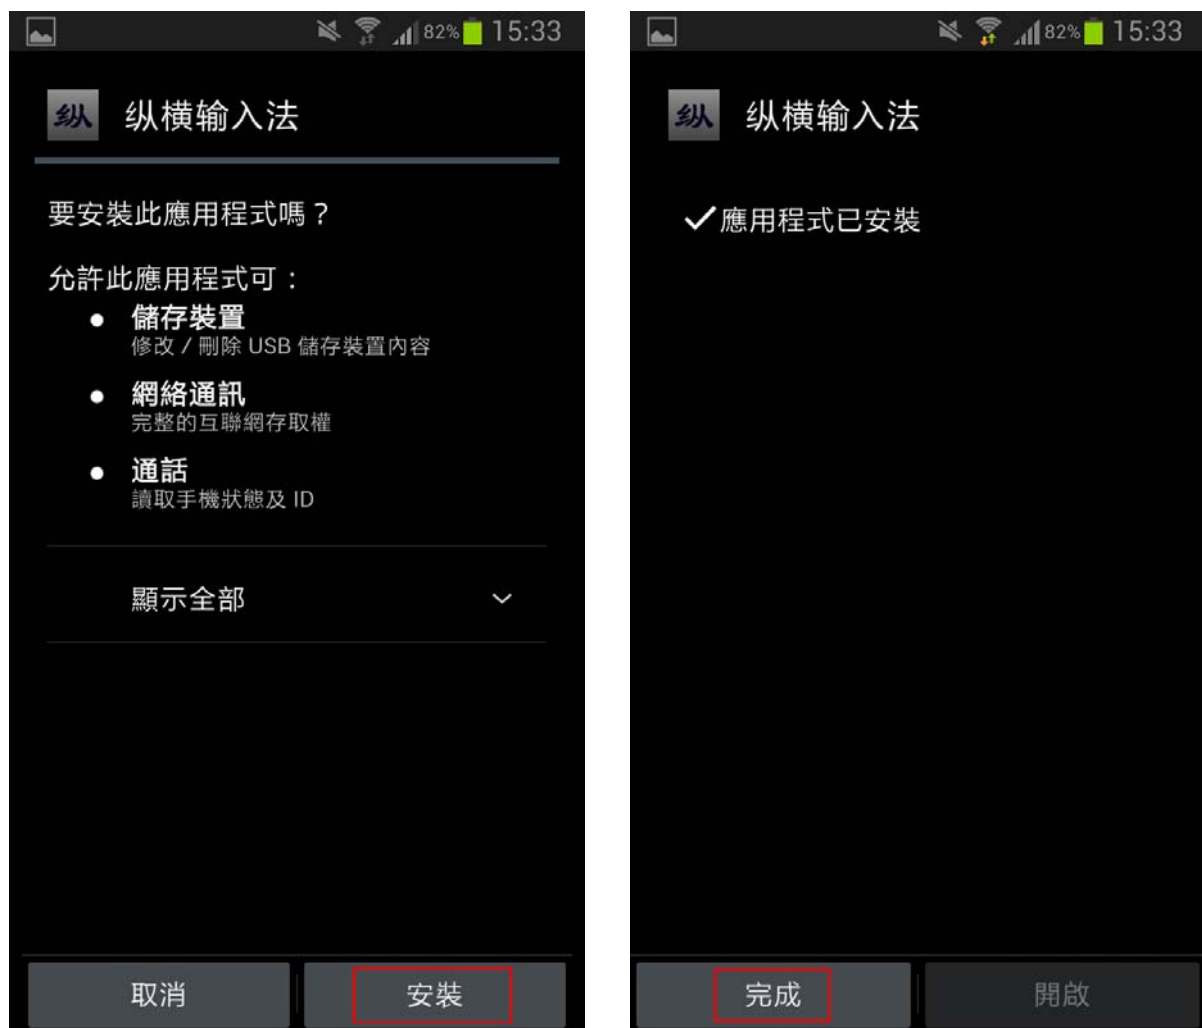 82% 15:33
纵 纵横输入法
要安裝此應用程式嗎？
允許此應用程式可：
● 儲存裝置
修改 / 刪除 USB 儲存裝置內容
● 網絡通訊
完整的互聯網存取權
● 通話
讀取手機狀態及 ID
顯示全部
取消 安裝
82% 15:33
纵 纵横输入法
✓應用程式已安裝
完成 開啟